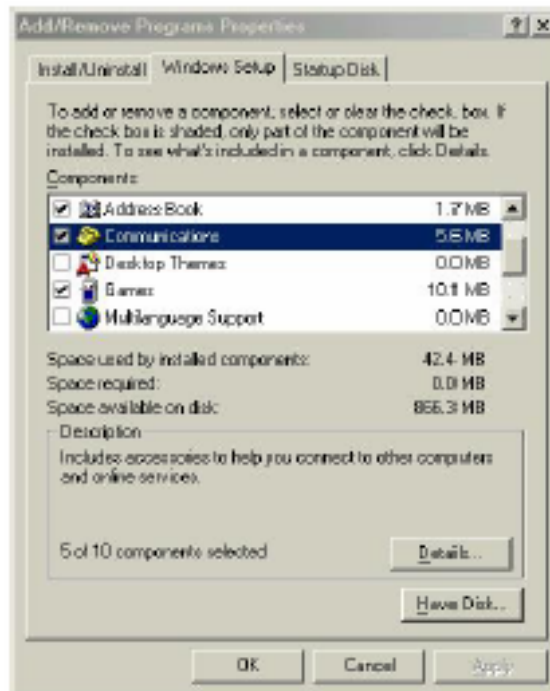 Add/Remove Programs Properties
Install/Uninstall Windows Setup Startup Disk
To add or remove a component, select or clear the check box. If
the check box is shaded, only part of the component will be
installed. To see what's included in a component, click Details.
Components:
Address Book 1.7 MB
Communications 5.6 MB
Desktop Themes 0.0 MB
Games 10.1 MB
Multilanguage Support 0.0 MB
Space used by installed components: 42.4 MB
Space required: 0.0 MB
Space available on disk: 866.3 MB
Description
Includes accessories to help you connect to other computers
and online services.
5 of 10 components selected Details...
Have Disk...
OK Cancel Apply